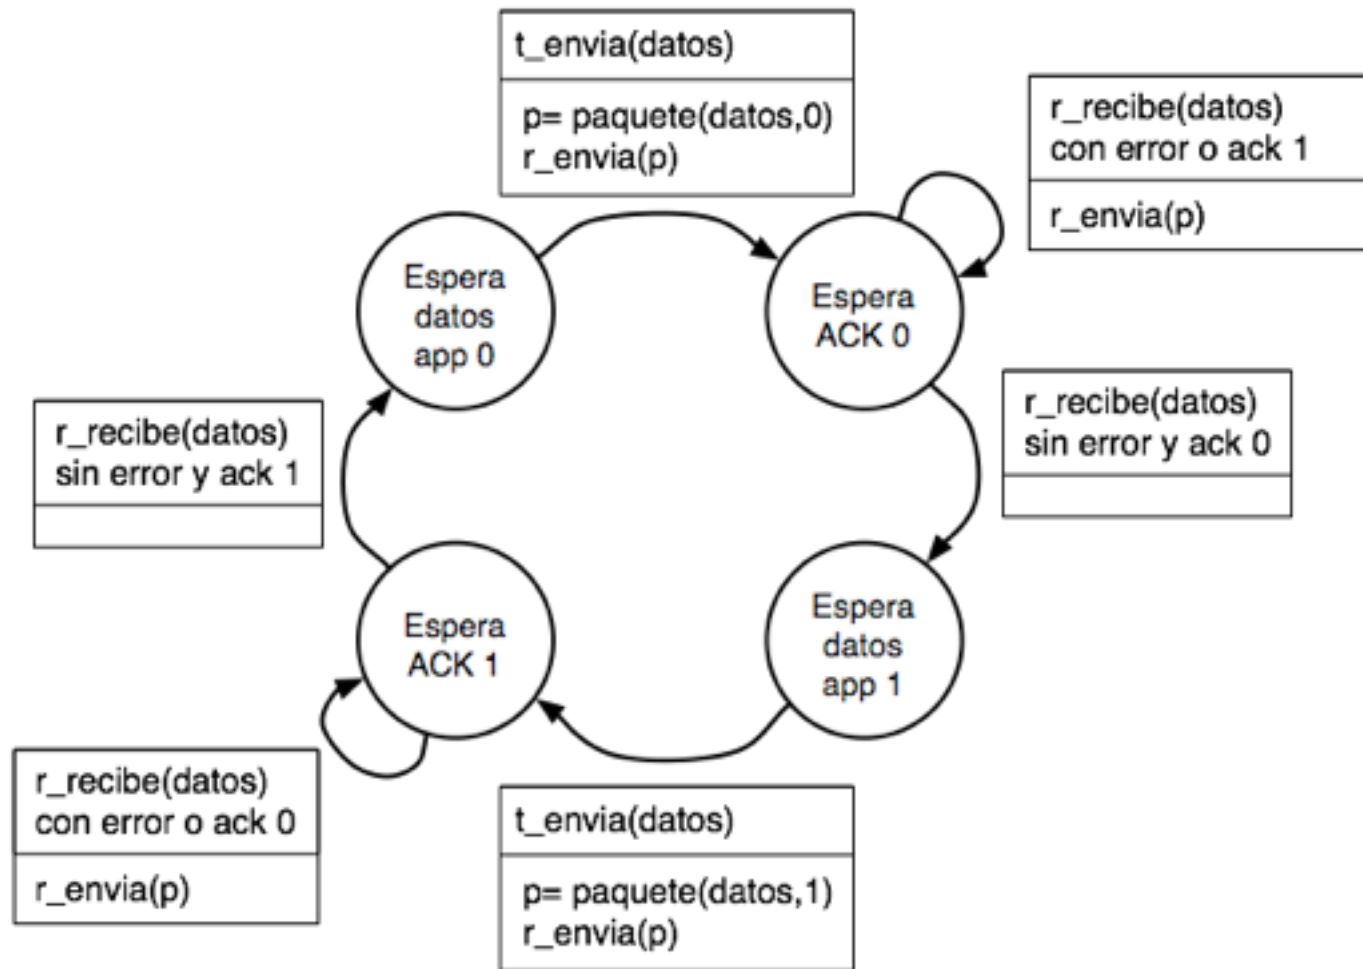 t_envia(datos)
p= paquete(datos,0)
r_envia(p)
r_recibe(datos)
con error o ack 1
r_envia(p)
Espera
datos
app 0
Espera
ACK 0
r_recibe(datos)
sin error y ack 1
r_recibe(datos)
sin error y ack 0
Espera
ACK 1
Espera
datos
app 1
r_recibe(datos)
con error o ack 0
r_envia(p)
t_envia(datos)
p= paquete(datos,1)
r_envia(p)